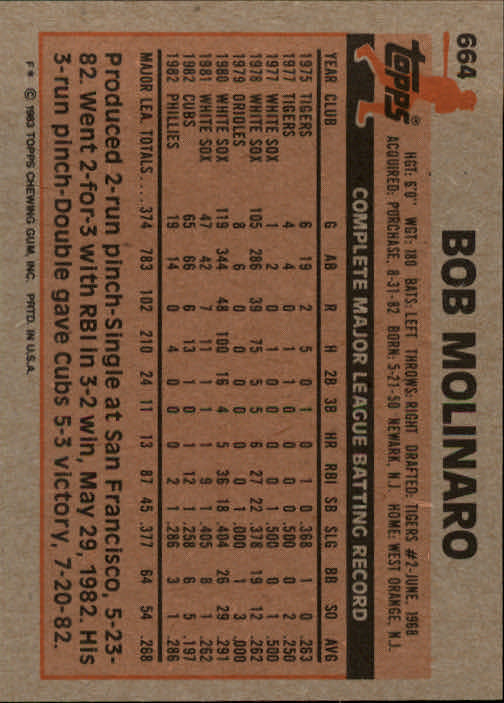 664
topps®
BOB MOLINARO
HGT: 6'0" WGT: 180 BATS: LEFT THROWS: RIGHT DRAFTED: TIGERS #2-JUNE, 1968
ACQUIRED: PURCHASE, 8-31-82 BORN: 5-21-50 NEWARK, N.J. HOME: WEST ORANGE, N.J.
COMPLETE MAJOR LEAGUE BATTING RECORD
YEAR CLUB G AB R H 2B 3B HR RBI SB SLG BB SO AVG
1975 TIGERS 6 19 2 5 0 1 0 1 0 .368 1 0 .263
1977 TIGERS 4 4 0 1 1 0 0 0 0 .500 0 2 .250
1977 WHITE SOX 1 2 0 1 0 0 0 0 1 .500 0 1 .500
1978 WHITE SOX 105 286 39 75 5 5 6 27 22 .378 19 12 .262
1979 ORIOLES 8 6 0 0 0 0 0 0 1 .000 1 3 .000
1980 WHITE SOX 119 344 48 100 16 4 5 36 18 .404 26 29 .291
1981 WHITE SOX 47 42 7 11 1 1 1 9 1 .405 8 1 .262
1982 CUBS 65 66 6 13 1 0 1 12 1 .258 6 5 .197
1982 PHILLIES 19 14 0 4 0 0 0 2 1 .286 3 1 .286
MAJOR LEA. TOTALS .... 374 783 102 210 24 11 13 87 45 .377 64 54 .268
Produced 2-run pinch-Single at San Francisco, 5-23-
82. Went 2-for-3 with RBI in 3-2 win, May 29, 1982. His
3-run pinch-Double gave Cubs 5-3 victory, 7-20-82.
F* © 1983 TOPPS CHEWING GUM, INC. PRTD. IN U.S.A.